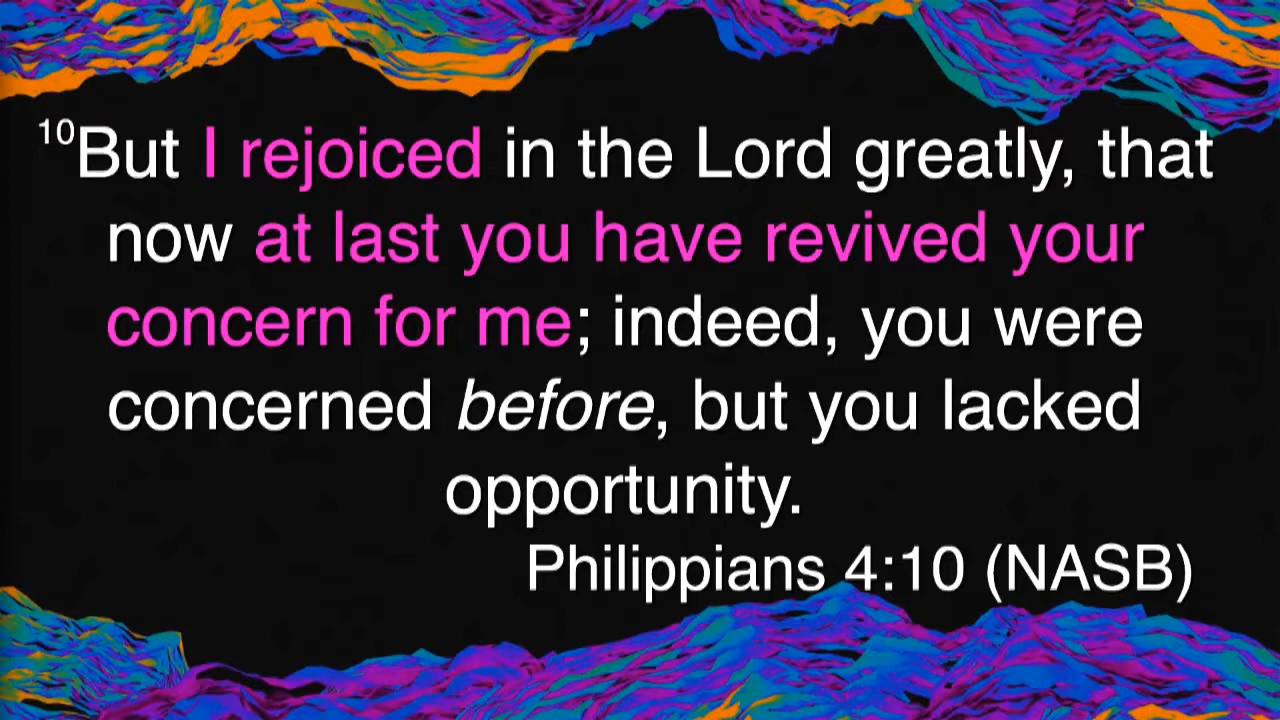 ¹⁰But I rejoiced in the Lord greatly, that
now at last you have revived your
concern for me; indeed, you were
concerned before, but you lacked
opportunity.
Philippians 4:10 (NASB)